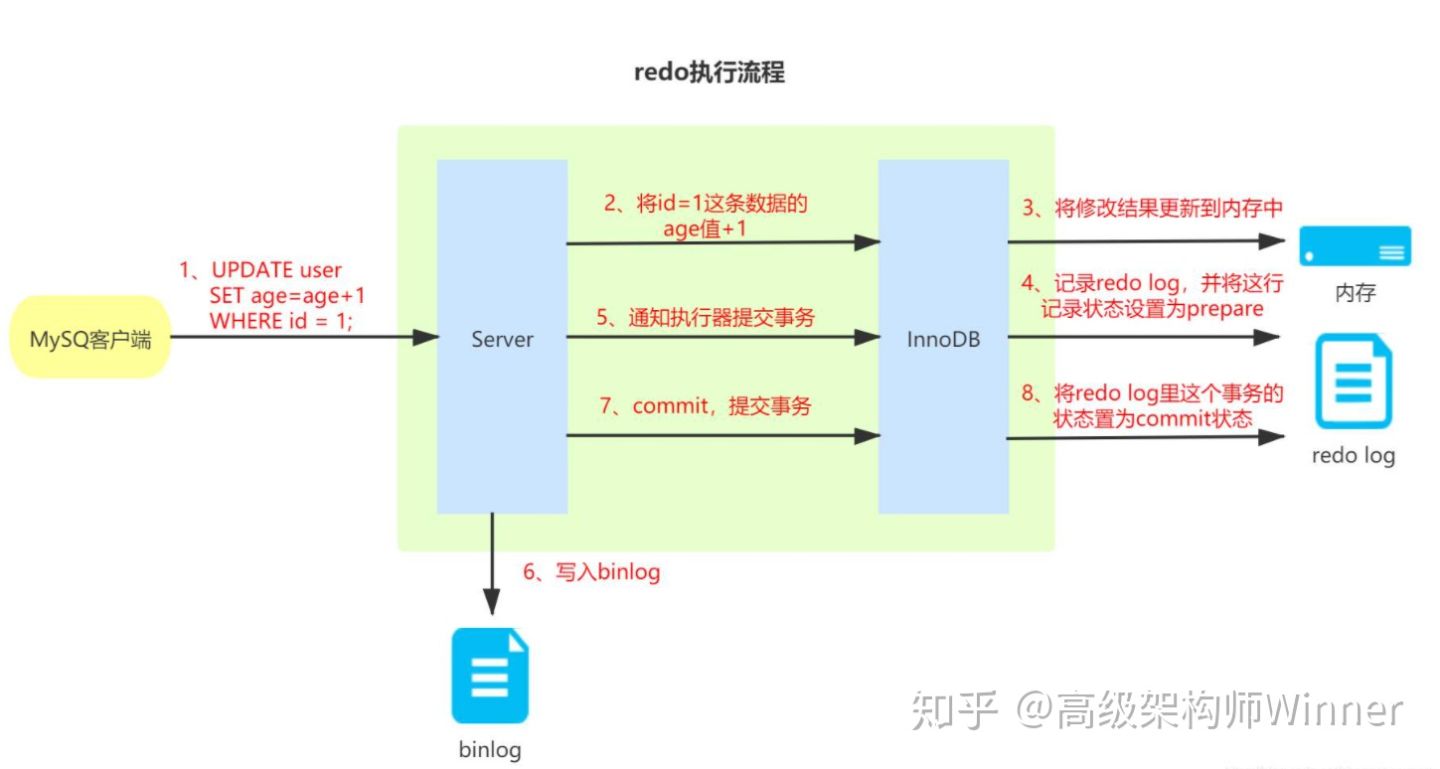 redo执行流程
1、UPDATE user
SET age=age+1
WHERE id = 1;
MySQ客户端
Server
2、将id=1这条数据的
age值+1
5、通知执行器提交事务
7、commit，提交事务
InnoDB
3、将修改结果更新到内存中
内存
4、记录redo log，并将这行
记录状态设置为prepare
8、将redo log里这个事务的
状态置为commit状态
redo log
6、写入binlog
binlog
知乎 @高级架构师Winner